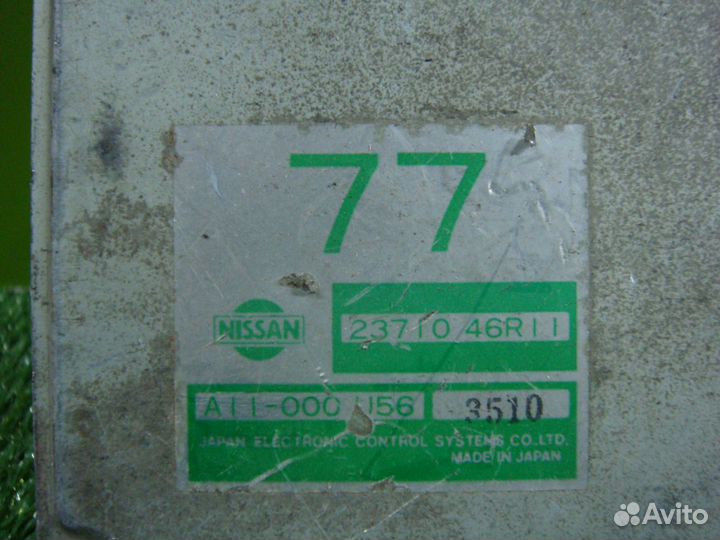 77
NISSAN
23710 46R11
A11-000 U56 3510
JAPAN ELECTRONIC CONTROL SYSTEMS CO.,LTD.
MADE IN JAPAN
Avito